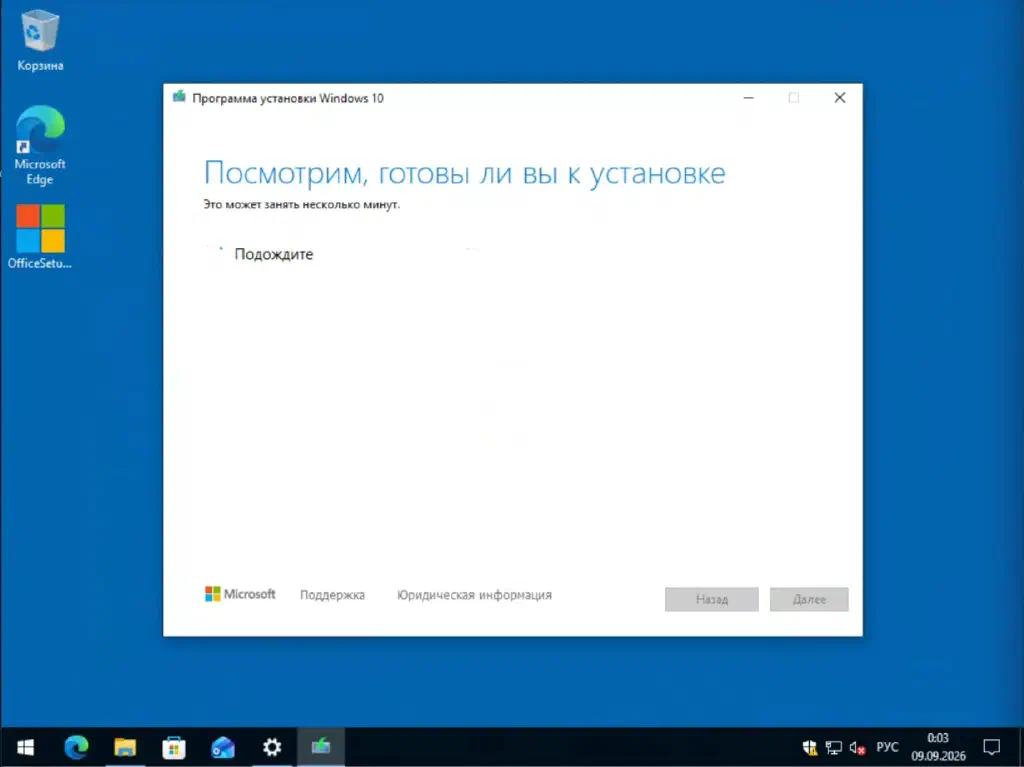 Корзина
Microsoft
Edge
OfficeSetu...
Программа установки Windows 10
Посмотрим, готовы ли вы к установке
Это может занять несколько минут.
Подождите
Microsoft
Поддержка
Юридическая информация
Назад
Далее
РУС
0:03
09.09.2026